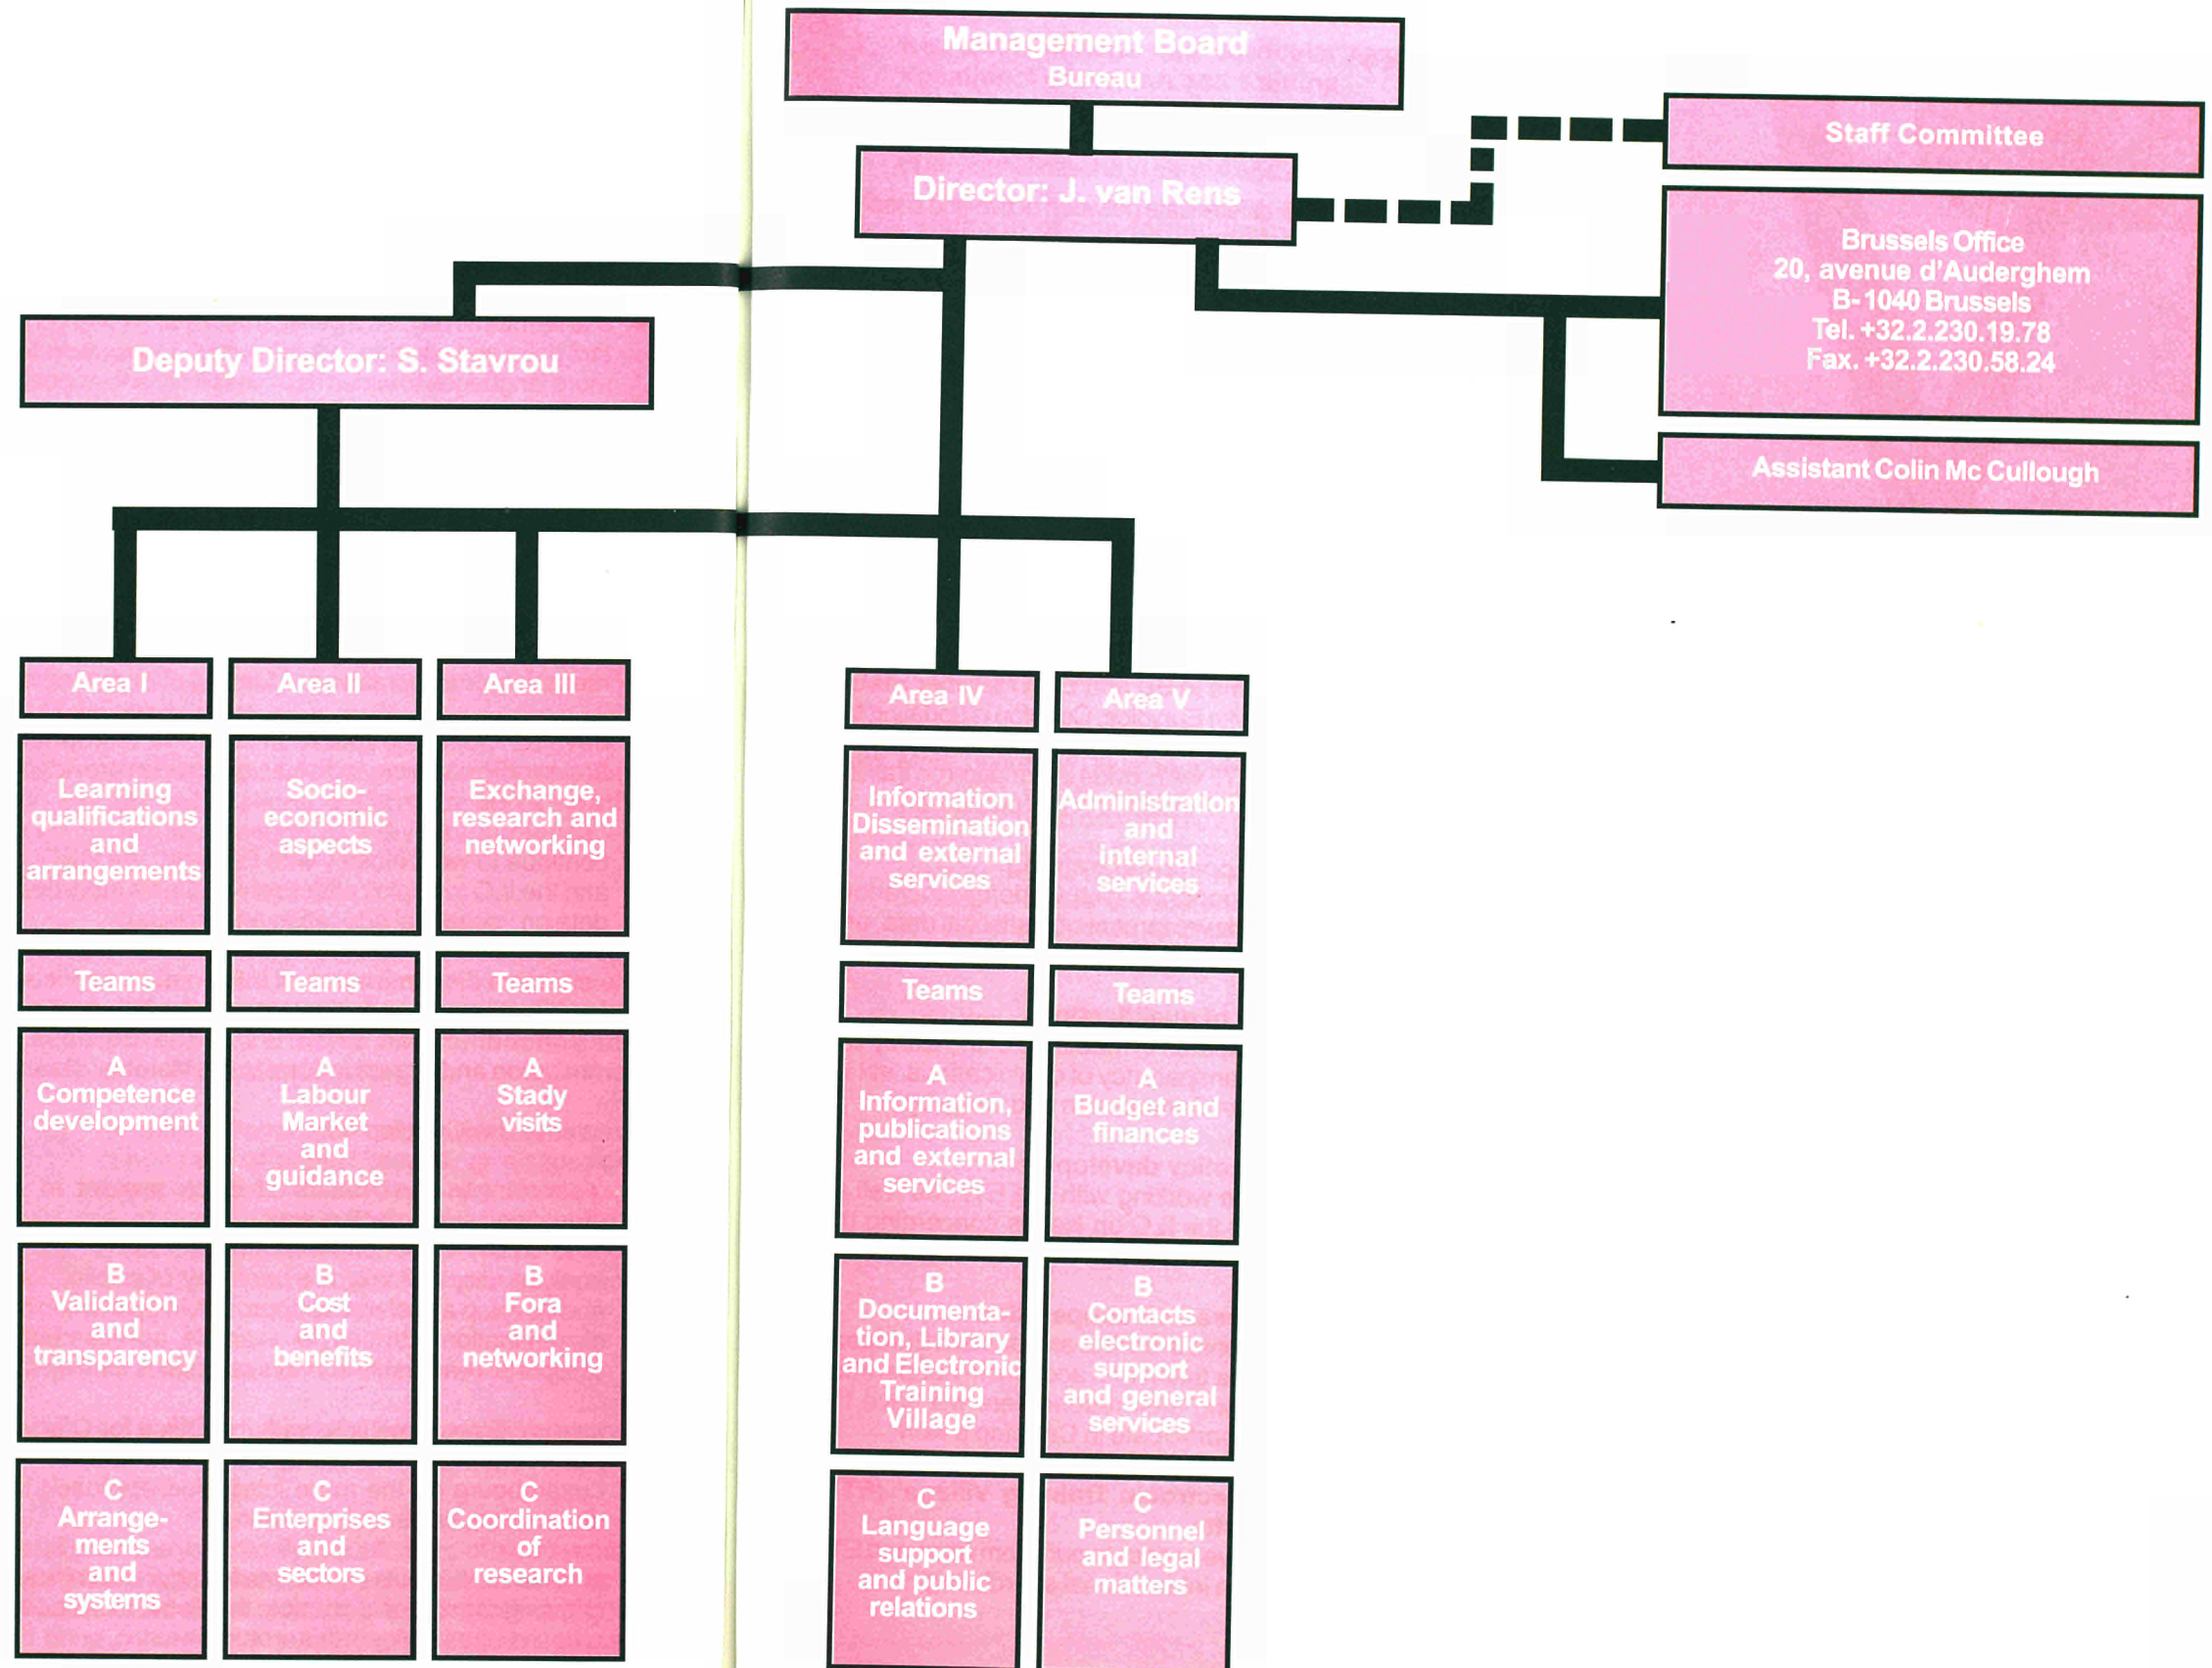 Management Board
Bureau
Director: J. van Rens
Staff Committee
Brussels Office
20, avenue d'Auderghem
B-1040 Brussels
Tel. +32.2.230.19.78
Fax. +32.2.230.58.24
Assistant Colin Mc Cullough
Deputy Director: S. Stavrou
Area I
Learning
qualifications
and
arrangements
Teams
A
Competence
development
B
Validation
and
transparency
C
Arrange-
ments
and
systems
Area II
Socio-
economic
aspects
Teams
A
Labour
Market
and
guidance
B
Cost
and
benefits
C
Enterprises
and
sectors
Area III
Exchange,
research and
networking
Teams
A
Stady
visits
B
Fora
and
networking
C
Coordination
of
research
Area IV
Information
Dissemination
and external
services
Teams
A
Information,
publications
and external
services
B
Documenta-
tion, Library
and Electronic
Training
Village
C
Language
support
and public
relations
Area V
Administration
and
internal
services
Teams
A
Budget and
finances
B
Contacts
electronic
support
and general
services
C
Personnel
and legal
matters